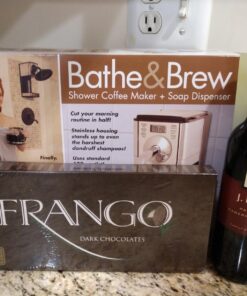 Bathe&Brew
Shower Coffee Maker + Soap Dispenser
Cut your morning
routine in half!
Stainless housing
stands up to even
the harshest
dandruff shampoos!
Finally.
Uses standard
FRANGO
DARK CHOCOLATES